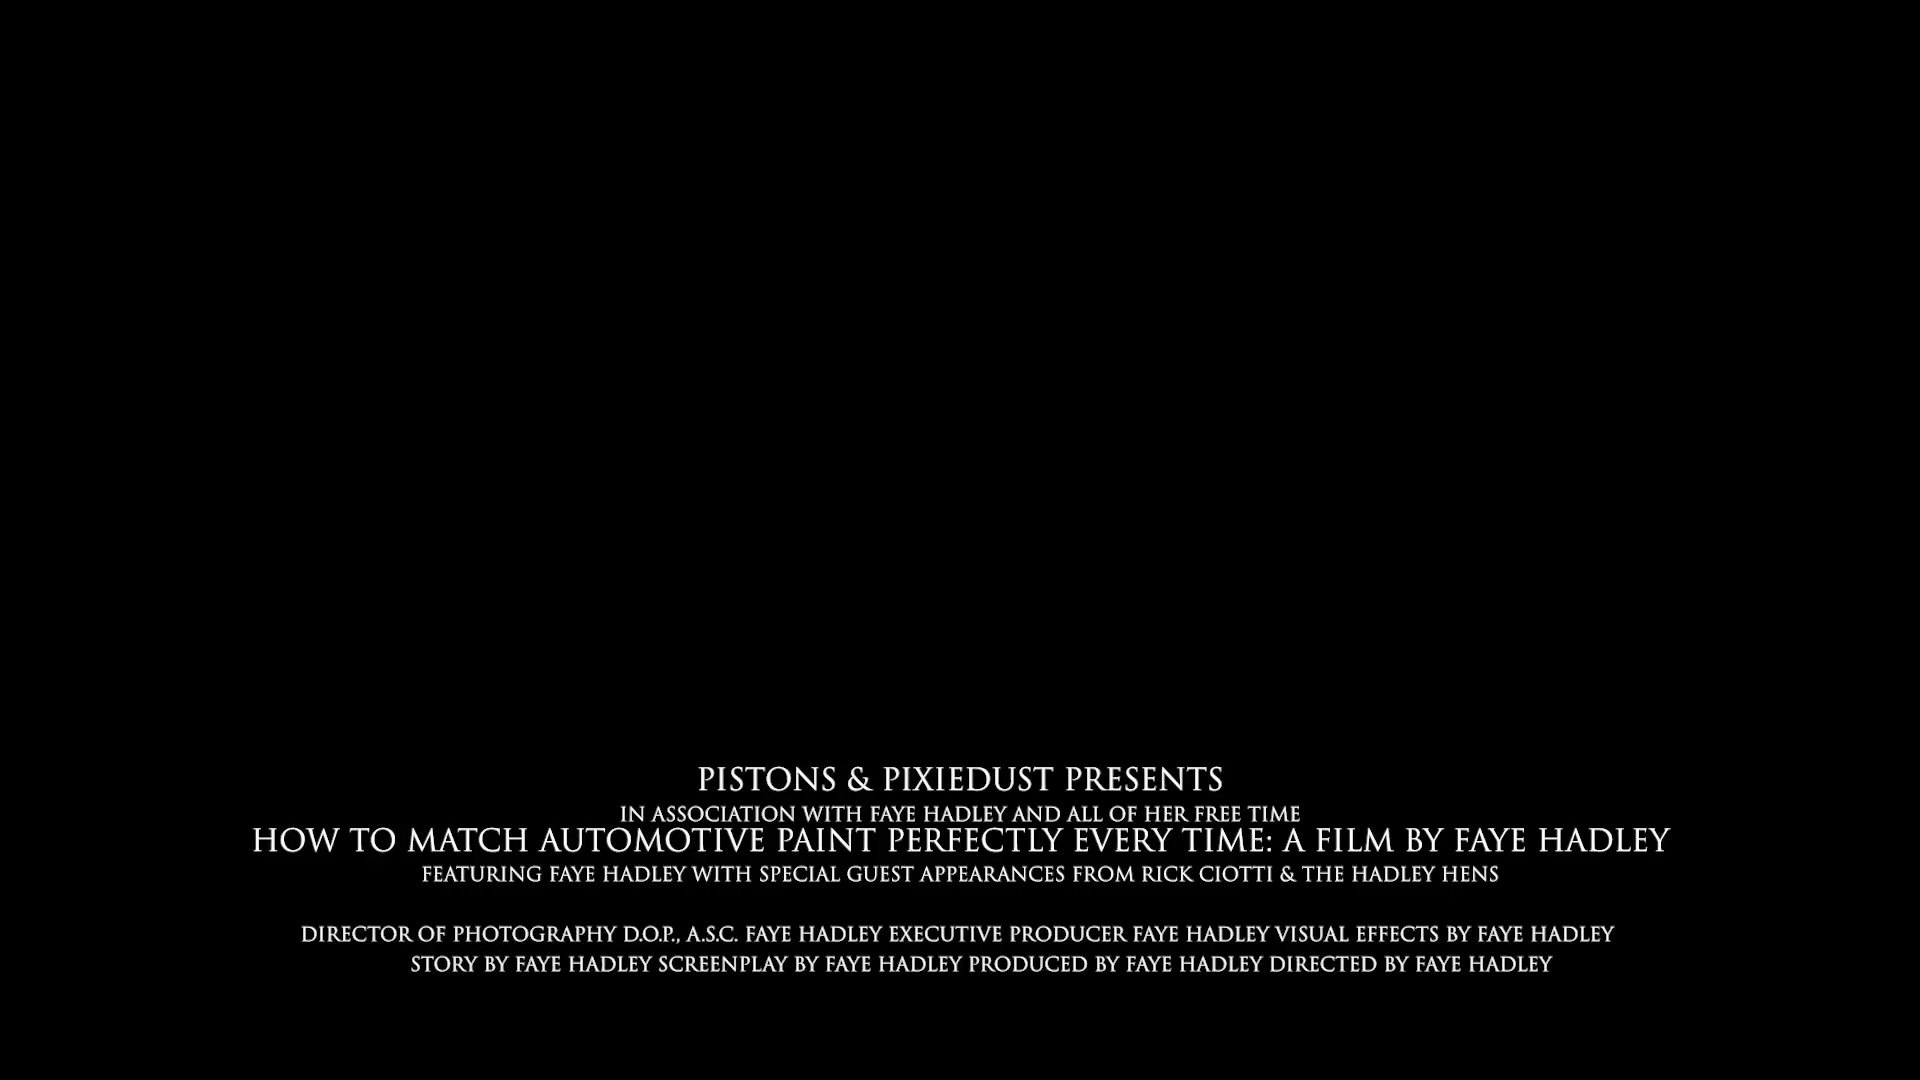 PISTONS & PIXIEDUST PRESENTS
IN ASSOCIATION WITH FAYE HADLEY AND ALL OF HER FREE TIME
HOW TO MATCH AUTOMOTIVE PAINT PERFECTLY EVERY TIME: A FILM BY FAYE HADLEY
FEATURING FAYE HADLEY WITH SPECIAL GUEST APPEARANCES FROM RICK CIOTTI & THE HADLEY HENS
DIRECTOR OF PHOTOGRAPHY D.O.P., A.S.C. FAYE HADLEY EXECUTIVE PRODUCER FAYE HADLEY VISUAL EFFECTS BY FAYE HADLEY
STORY BY FAYE HADLEY SCREENPLAY BY FAYE HADLEY PRODUCED BY FAYE HADLEY DIRECTED BY FAYE HADLEY